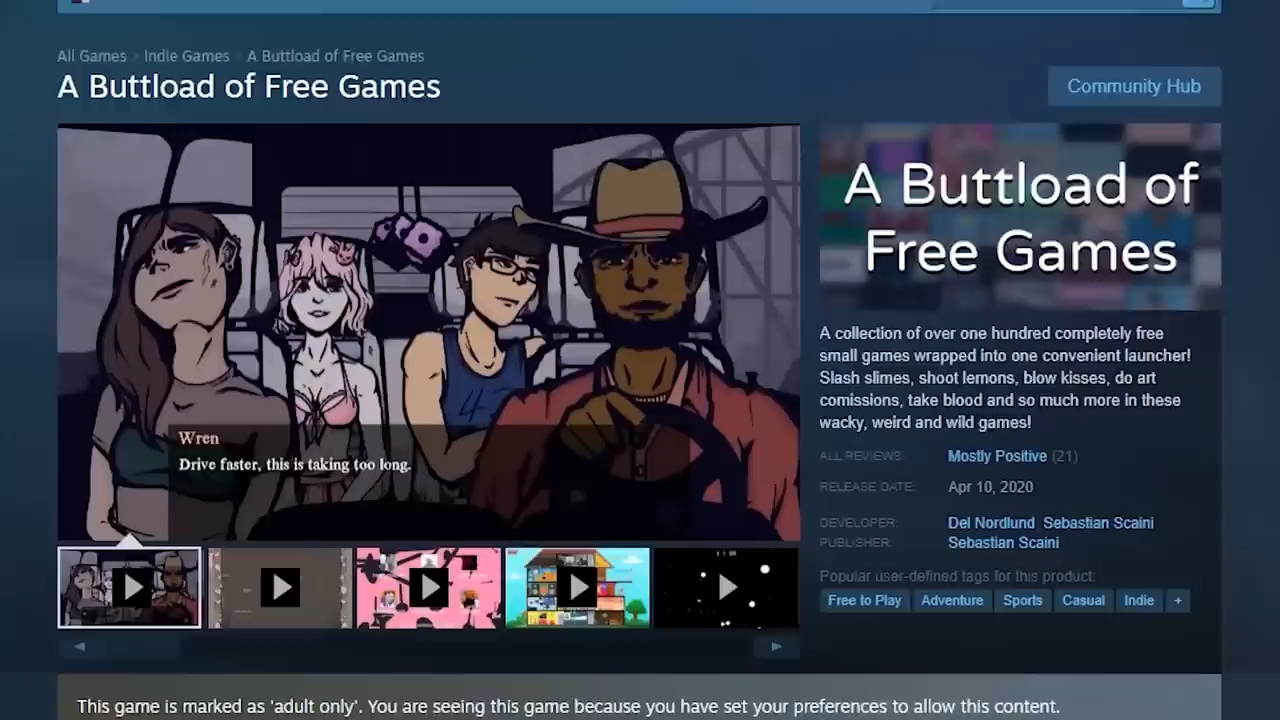 All Games > Indie Games > A Buttload of Free Games
A Buttload of Free Games
Community Hub
A Buttload of
Free Games
Wren
Drive faster, this is taking too long.
A collection of over one hundred completely free
small games wrapped into one convenient launcher!
Slash slimes, shoot lemons, blow kisses, do art
comissions, take blood and so much more in these
wacky, weird and wild games!
ALL REVIEWS: Mostly Positive (21)
RELEASE DATE: Apr 10, 2020
DEVELOPER: Del Nordlund Sebastian Scaini
PUBLISHER: Sebastian Scaini
Popular user-defined tags for this product:
Free to Play Adventure Sports Casual Indie +
This game is marked as 'adult only'. You are seeing this game because you have set your preferences to allow this content.